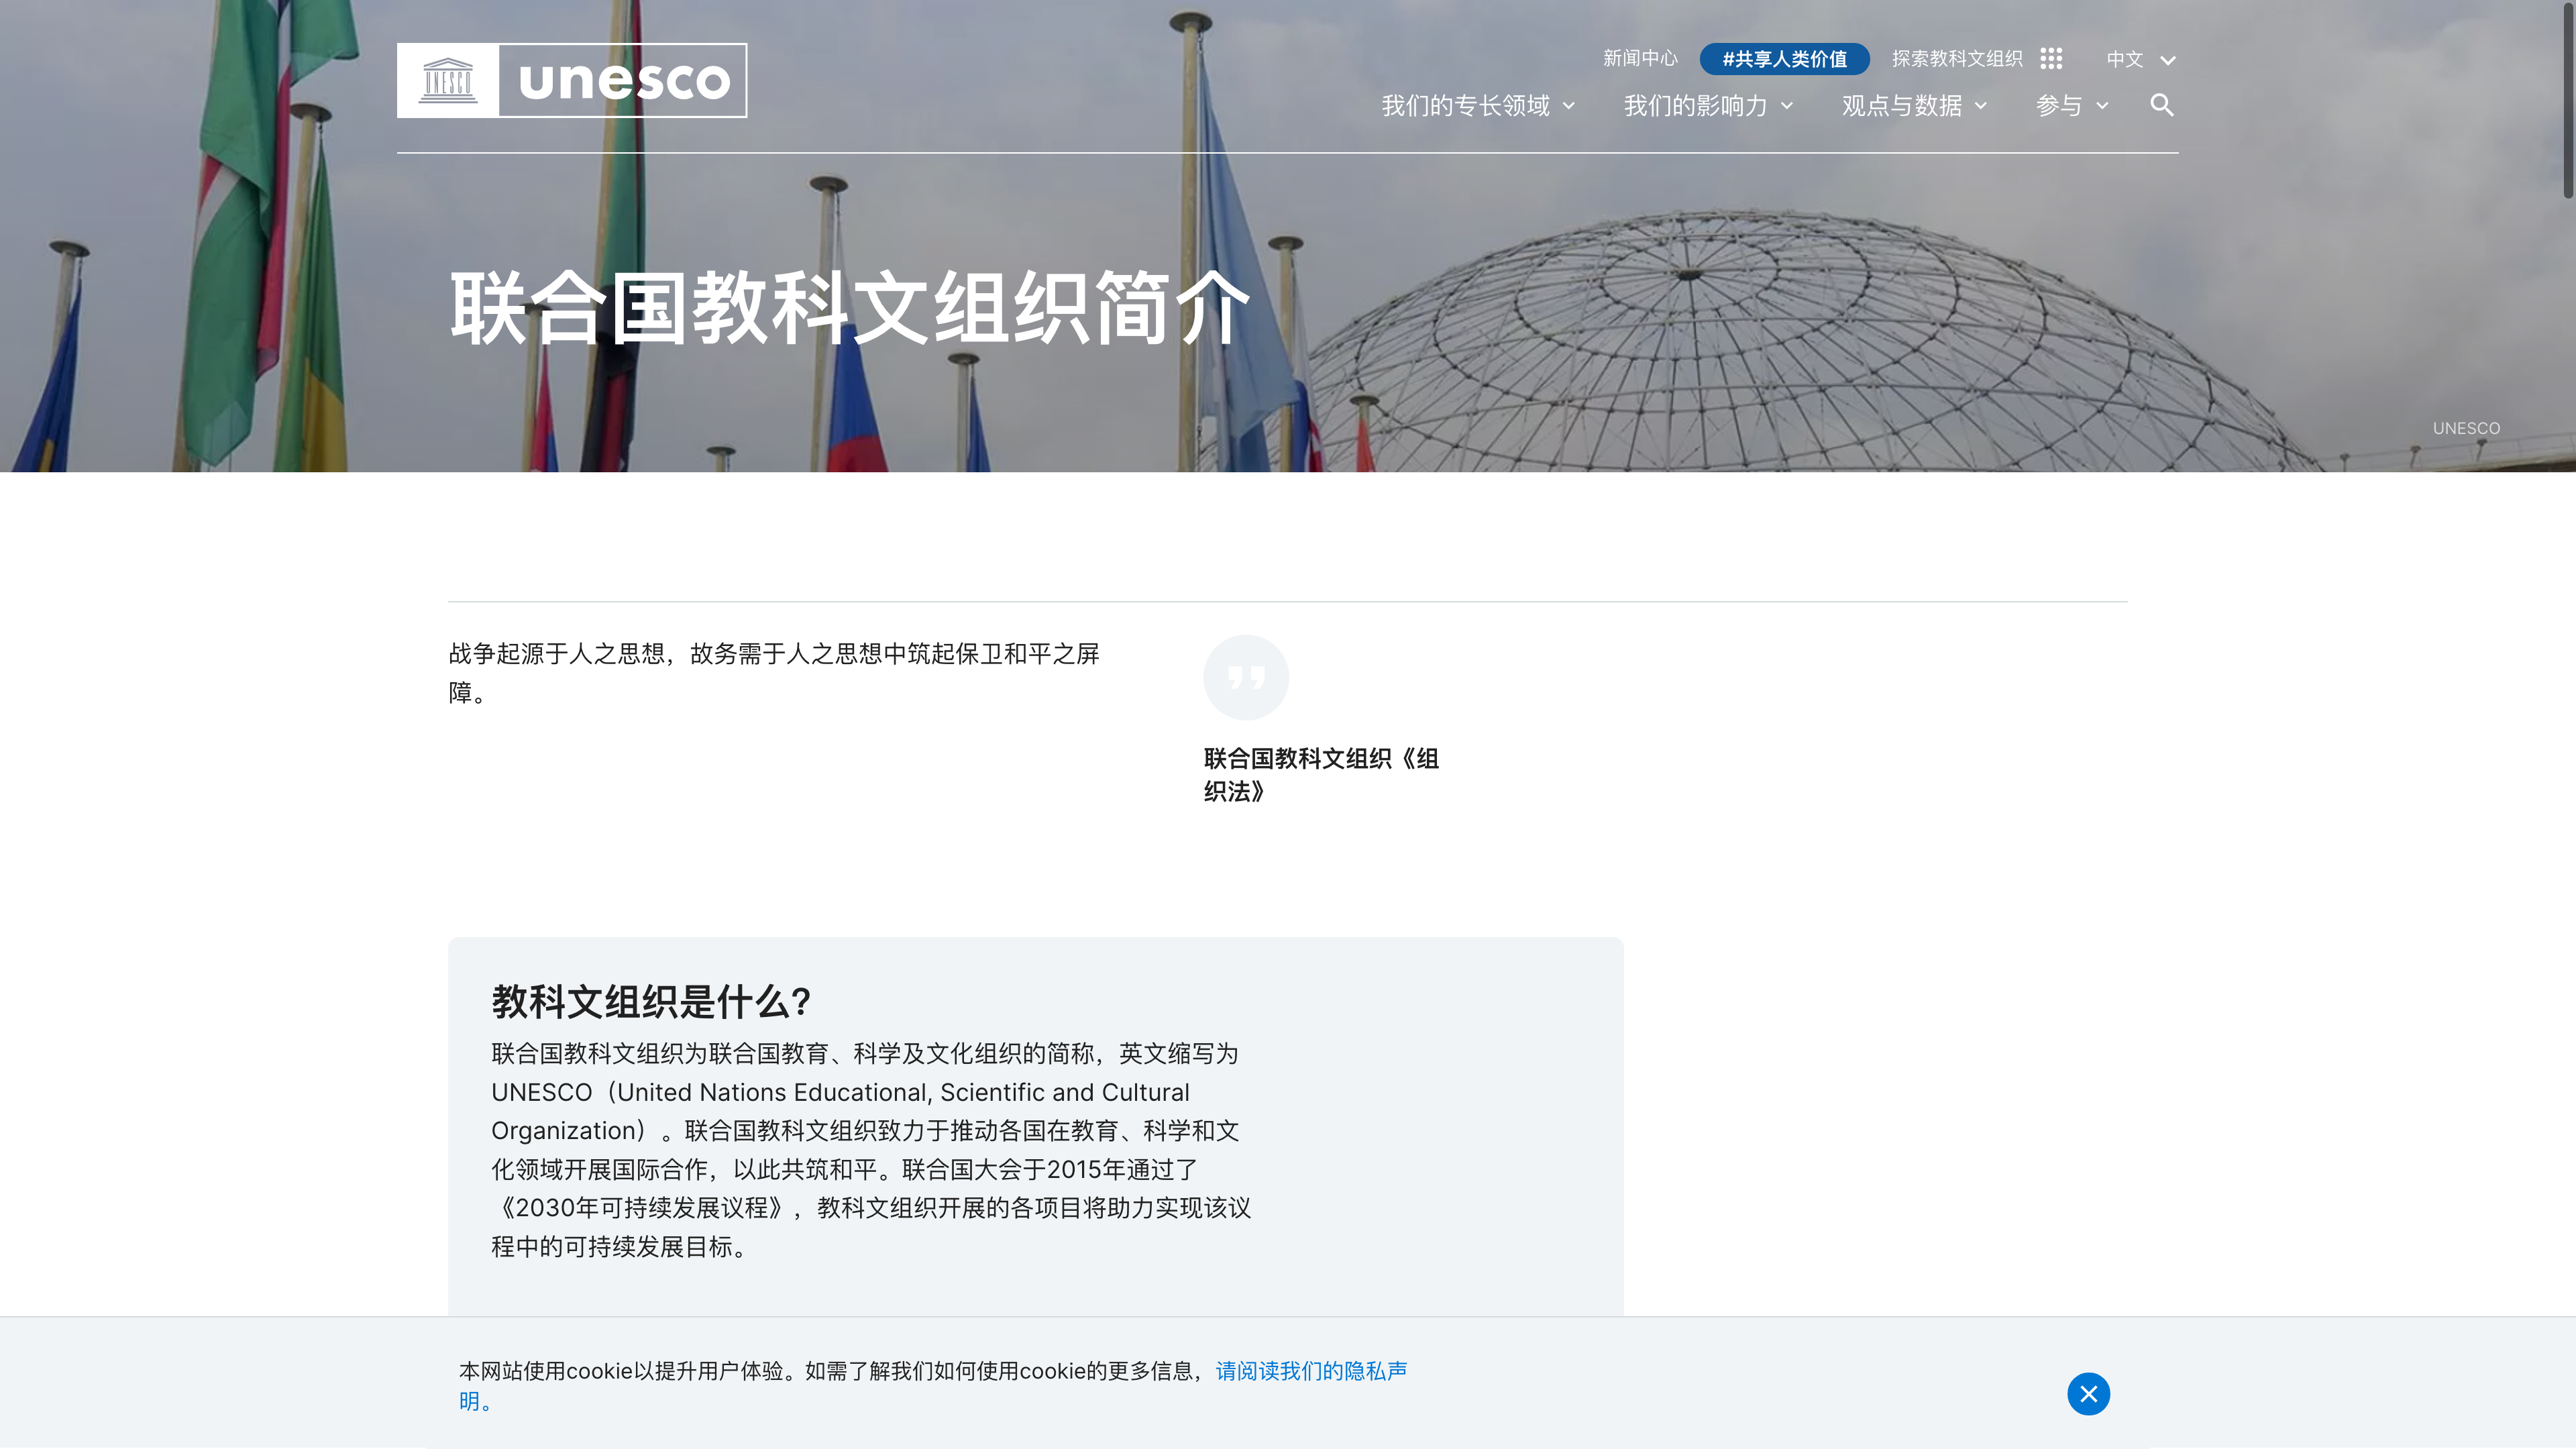 UNESCO
unesco
新闻中心
#共享人类价值
探索教科文组织
中文
我们的专长领域
我们的影响力
观点与数据
参与
联合国教科文组织简介
UNESCO
战争起源于人之思想，故务需于人之思想中筑起保卫和平之屏
障。
联合国教科文组织《组
织法》
教科文组织是什么?
联合国教科文组织为联合国教育、科学及文化组织的简称，英文缩写为
UNESCO（United Nations Educational, Scientific and Cultural
Organization）。联合国教科文组织致力于推动各国在教育、科学和文
化领域开展国际合作，以此共筑和平。联合国大会于2015年通过了
《2030年可持续发展议程》，教科文组织开展的各项目将助力实现该议
程中的可持续发展目标。
本网站使用cookie以提升用户体验。如需了解我们如何使用cookie的更多信息，请阅读我们的隐私声
明。